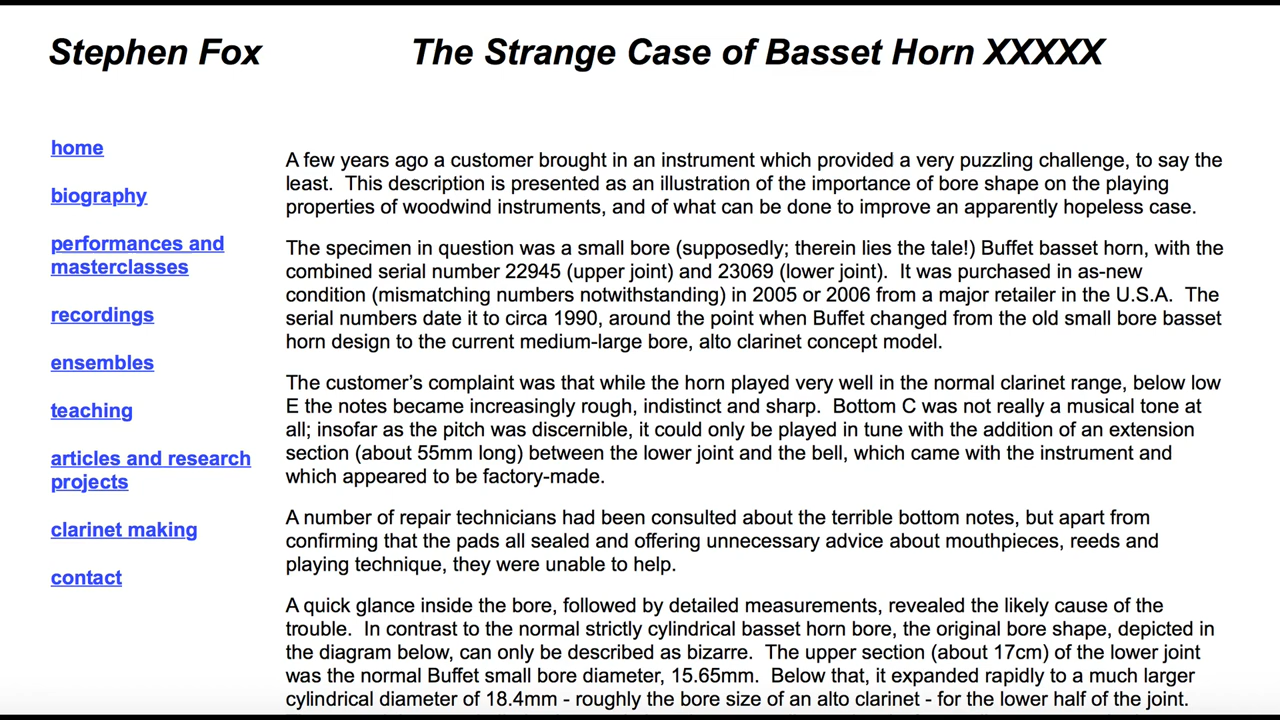 Stephen Fox
The Strange Case of Basset Horn XXXXX
home
biography
performances and
masterclasses
recordings
ensembles
teaching
articles and research
projects
clarinet making
contact
A few years ago a customer brought in an instrument which provided a very puzzling challenge, to say the
least.  This description is presented as an illustration of the importance of bore shape on the playing
properties of woodwind instruments, and of what can be done to improve an apparently hopeless case.
The specimen in question was a small bore (supposedly; therein lies the tale!) Buffet basset horn, with the
combined serial number 22945 (upper joint) and 23069 (lower joint).  It was purchased in as-new
condition (mismatching numbers notwithstanding) in 2005 or 2006 from a major retailer in the U.S.A.  The
serial numbers date it to circa 1990, around the point when Buffet changed from the old small bore basset
horn design to the current medium-large bore, alto clarinet concept model.
The customer’s complaint was that while the horn played very well in the normal clarinet range, below low
E the notes became increasingly rough, indistinct and sharp.  Bottom C was not really a musical tone at
all; insofar as the pitch was discernible, it could only be played in tune with the addition of an extension
section (about 55mm long) between the lower joint and the bell, which came with the instrument and
which appeared to be factory-made.
A number of repair technicians had been consulted about the terrible bottom notes, but apart from
confirming that the pads all sealed and offering unnecessary advice about mouthpieces, reeds and
playing technique, they were unable to help.
A quick glance inside the bore, followed by detailed measurements, revealed the likely cause of the
trouble.  In contrast to the normal strictly cylindrical basset horn bore, the original bore shape, depicted in
the diagram below, can only be described as bizarre.  The upper section (about 17cm) of the lower joint
was the normal Buffet small bore diameter, 15.65mm.  Below that, it expanded rapidly to a much larger
cylindrical diameter of 18.4mm - roughly the bore size of an alto clarinet - for the lower half of the joint.